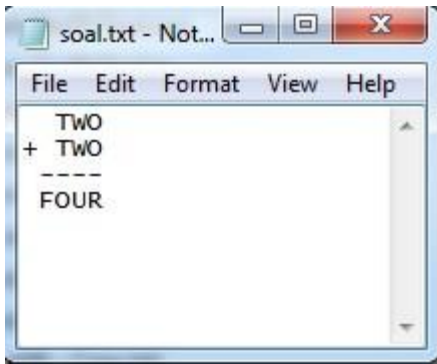 soal.txt - Not...
File Edit Format View Help
TWO
+ TWO
----
FOUR